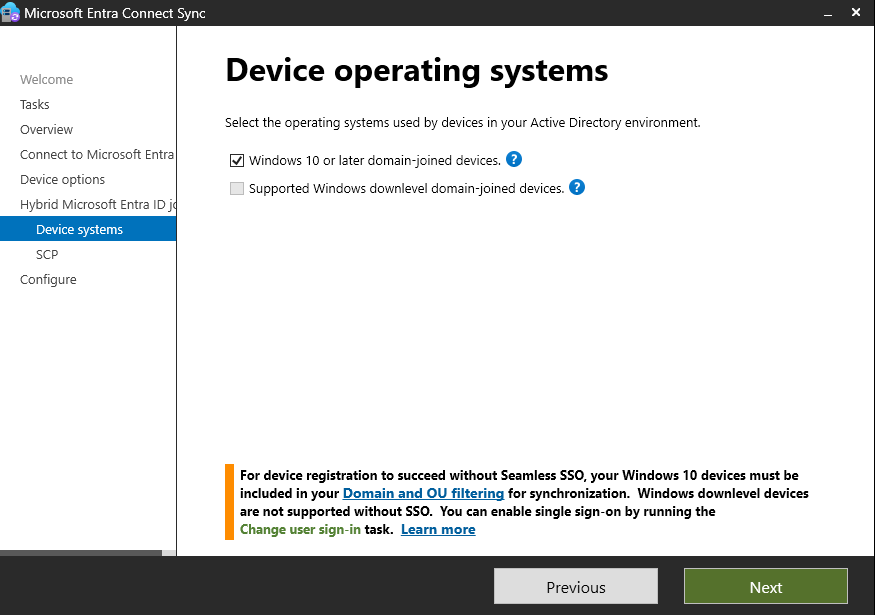 Microsoft Entra Connect Sync
Welcome
Tasks
Overview
Connect to Microsoft Entra
Device options
Hybrid Microsoft Entra ID jo
Device systems
SCP
Configure
Device operating systems
Select the operating systems used by devices in your Active Directory environment.
Windows 10 or later domain-joined devices. ?
Supported Windows downlevel domain-joined devices. ?
For device registration to succeed without Seamless SSO, your Windows 10 devices must be
included in your Domain and OU filtering for synchronization. Windows downlevel devices
are not supported without SSO. You can enable single sign-on by running the
Change user sign-in task. Learn more
Previous
Next